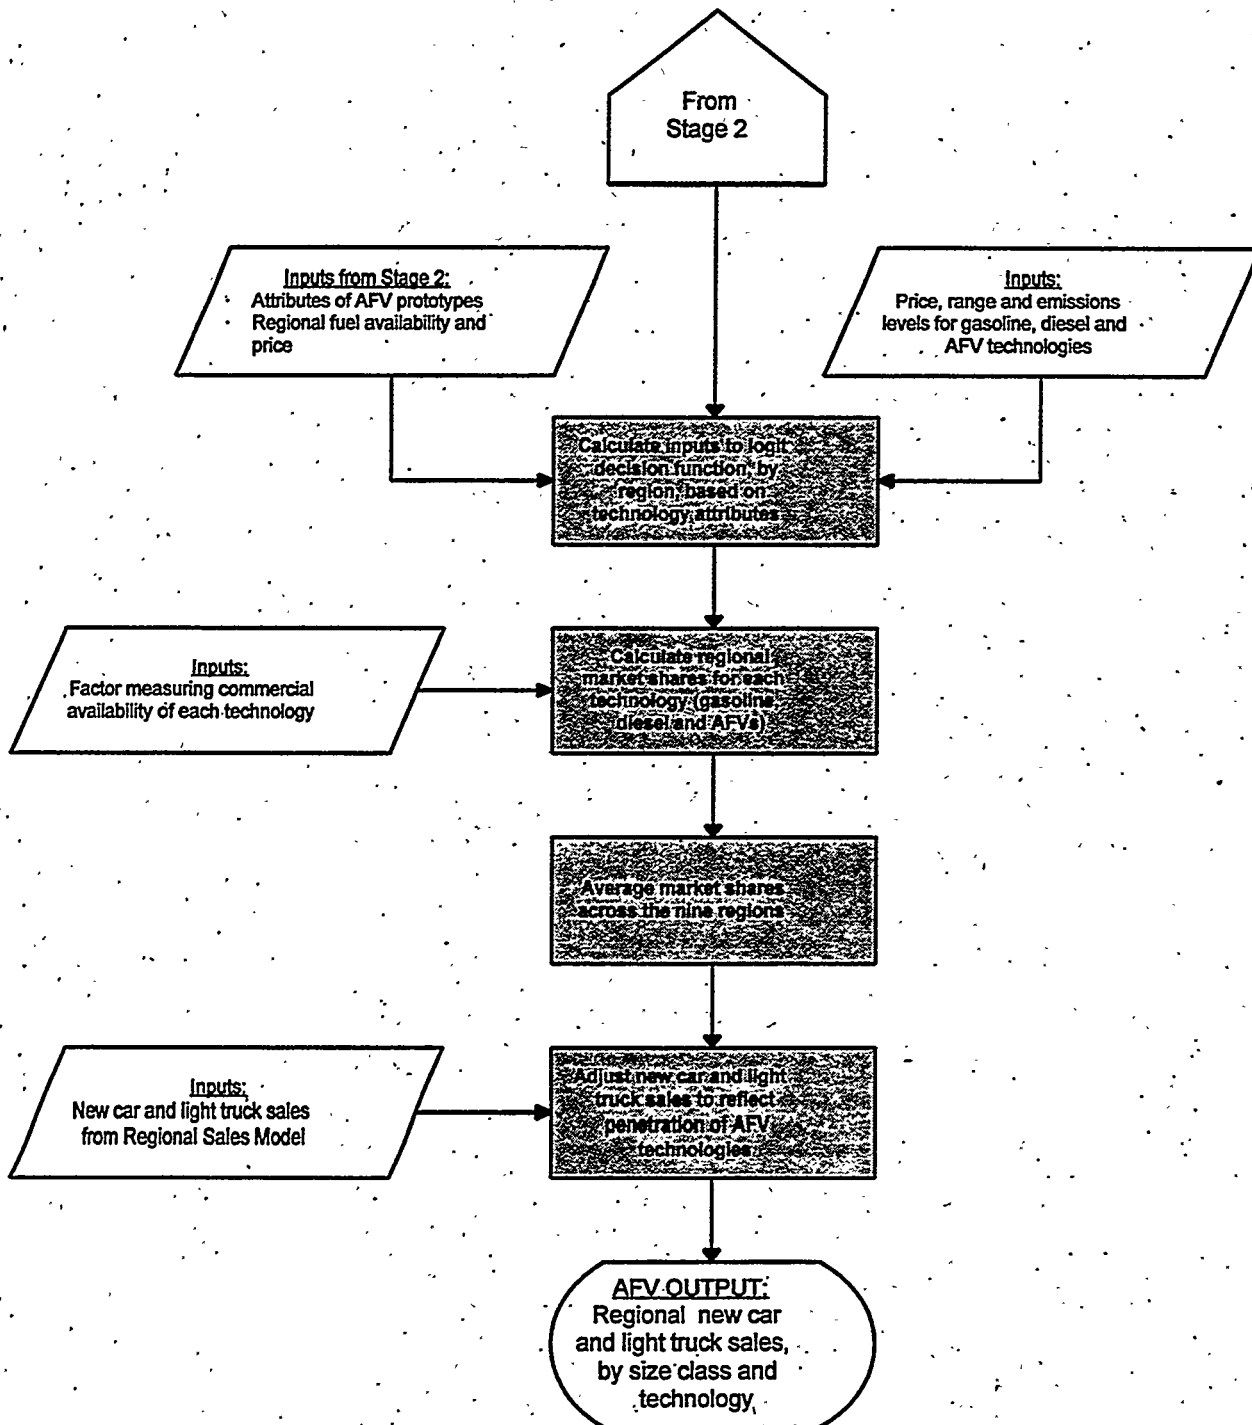 From
Stage 2
Inputs from Stage 2:
· Attributes of AFV prototypes
· Regional fuel availability and
price
Inputs:
Price, range and emissions
levels for gasoline, diesel and
AFV technologies
Calculate inputs to logit
decision function, by
region, based on
technology attributes
Inputs:
Factor measuring commercial
availability of each technology
Calculate regional
market shares for each
technology (gasoline,
diesel and AFVs)
Average market shares
across the nine regions
Inputs:
New car and light truck sales
from Regional Sales Model
Adjust new car and light
truck sales to reflect
penetration of AFV
technologies
AFV OUTPUT:
Regional new car
and light truck sales,
by size class and
technology